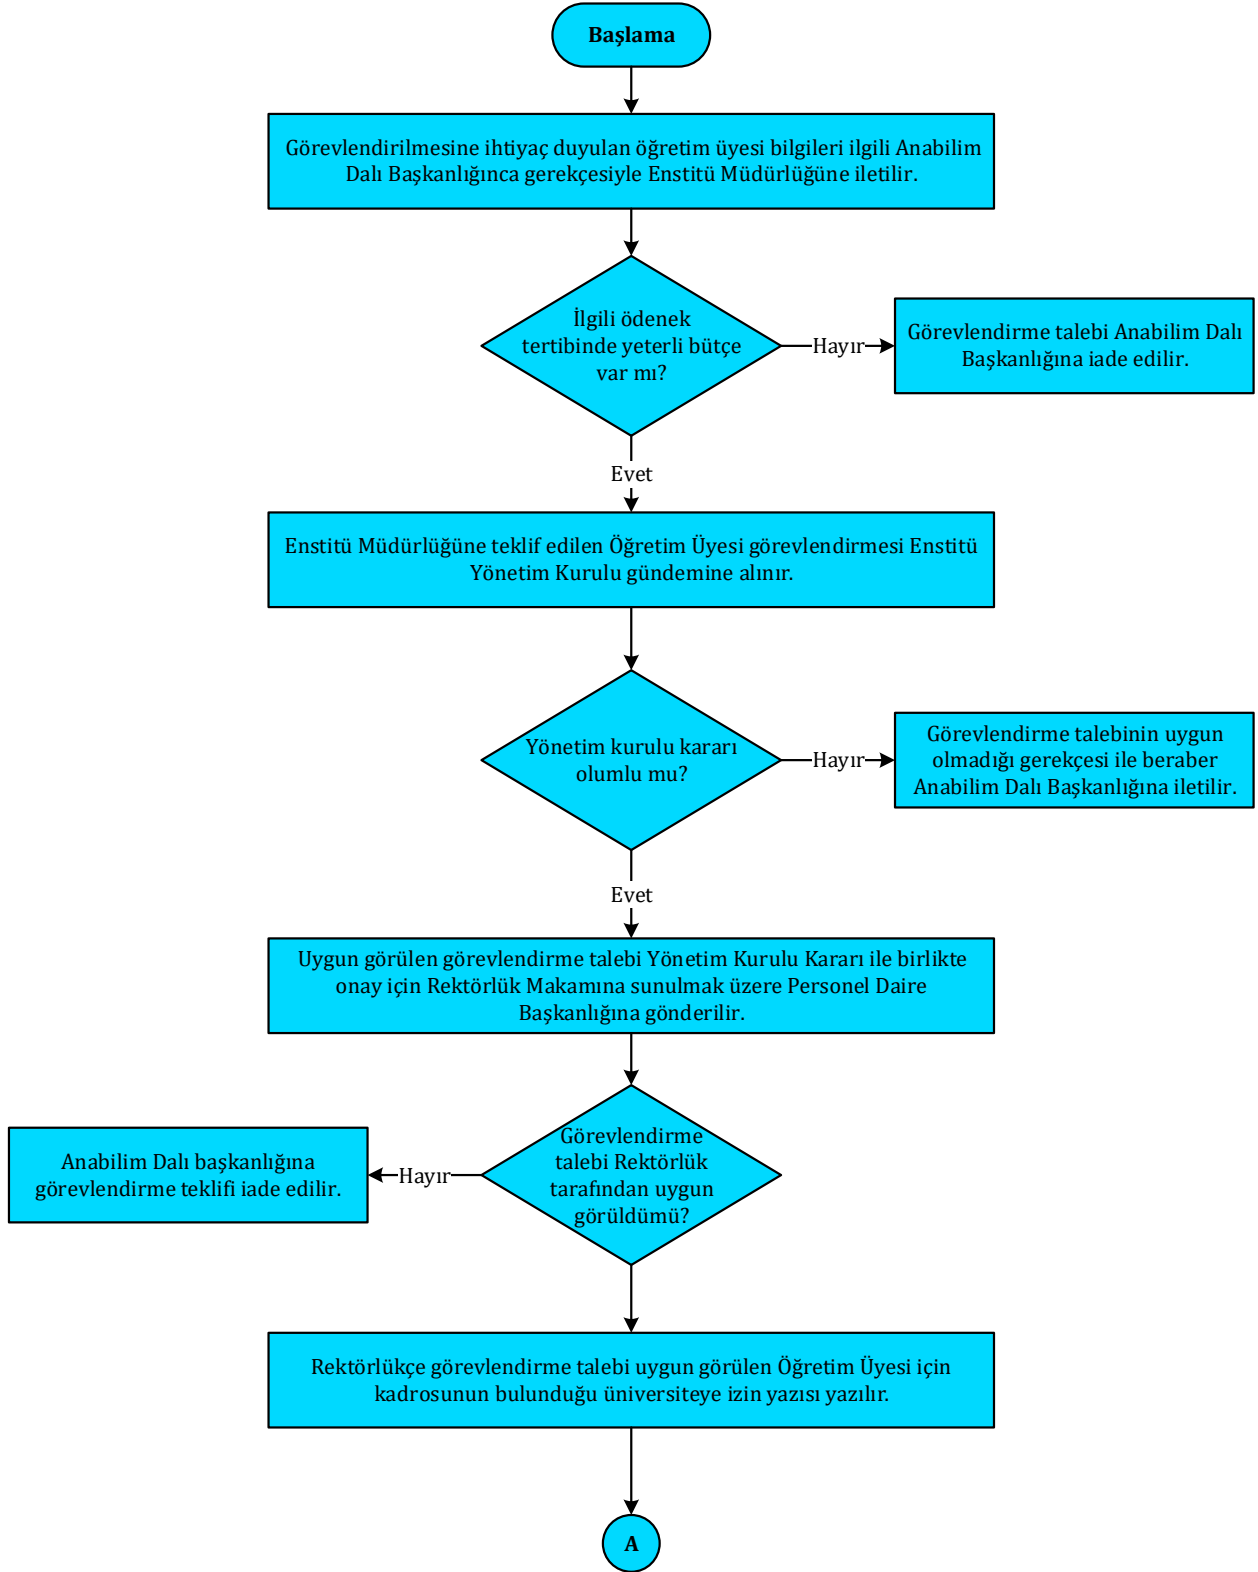 Başlama
Görevlendirilmesine ihtiyaç duyulan öğretim üyesi bilgileri ilgili Anabilim
Dalı Başkanlığınca gerekçesiyle Enstitü Müdürlüğüne iletilir.
İlgili ödenek
tertibinde yeterli bütçe
var mı?
Hayır
Görevlendirme talebi Anabilim Dalı
Başkanlığına iade edilir.
Evet
Enstitü Müdürlüğüne teklif edilen Öğretim Üyesi görevlendirmesi Enstitü
Yönetim Kurulu gündemine alınır.
Yönetim kurulu kararı
olumlu mu?
Hayır
Görevlendirme talebinin uygun
olmadığı gerekçesi ile beraber
Anabilim Dalı Başkanlığına iletilir.
Evet
Uygun görülen görevlendirme talebi Yönetim Kurulu Kararı ile birlikte
onay için Rektörlük Makamına sunulmak üzere Personel Daire
Başkanlığına gönderilir.
Görevlendirme
talebi Rektörlük
tarafından uygun
görüldümü?
Hayır
Anabilim Dalı başkanlığına
görevlendirme teklifi iade edilir.
Rektörlükçe görevlendirme talebi uygun görülen Öğretim Üyesi için
kadrosunun bulunduğu üniversiteye izin yazısı yazılır.
A